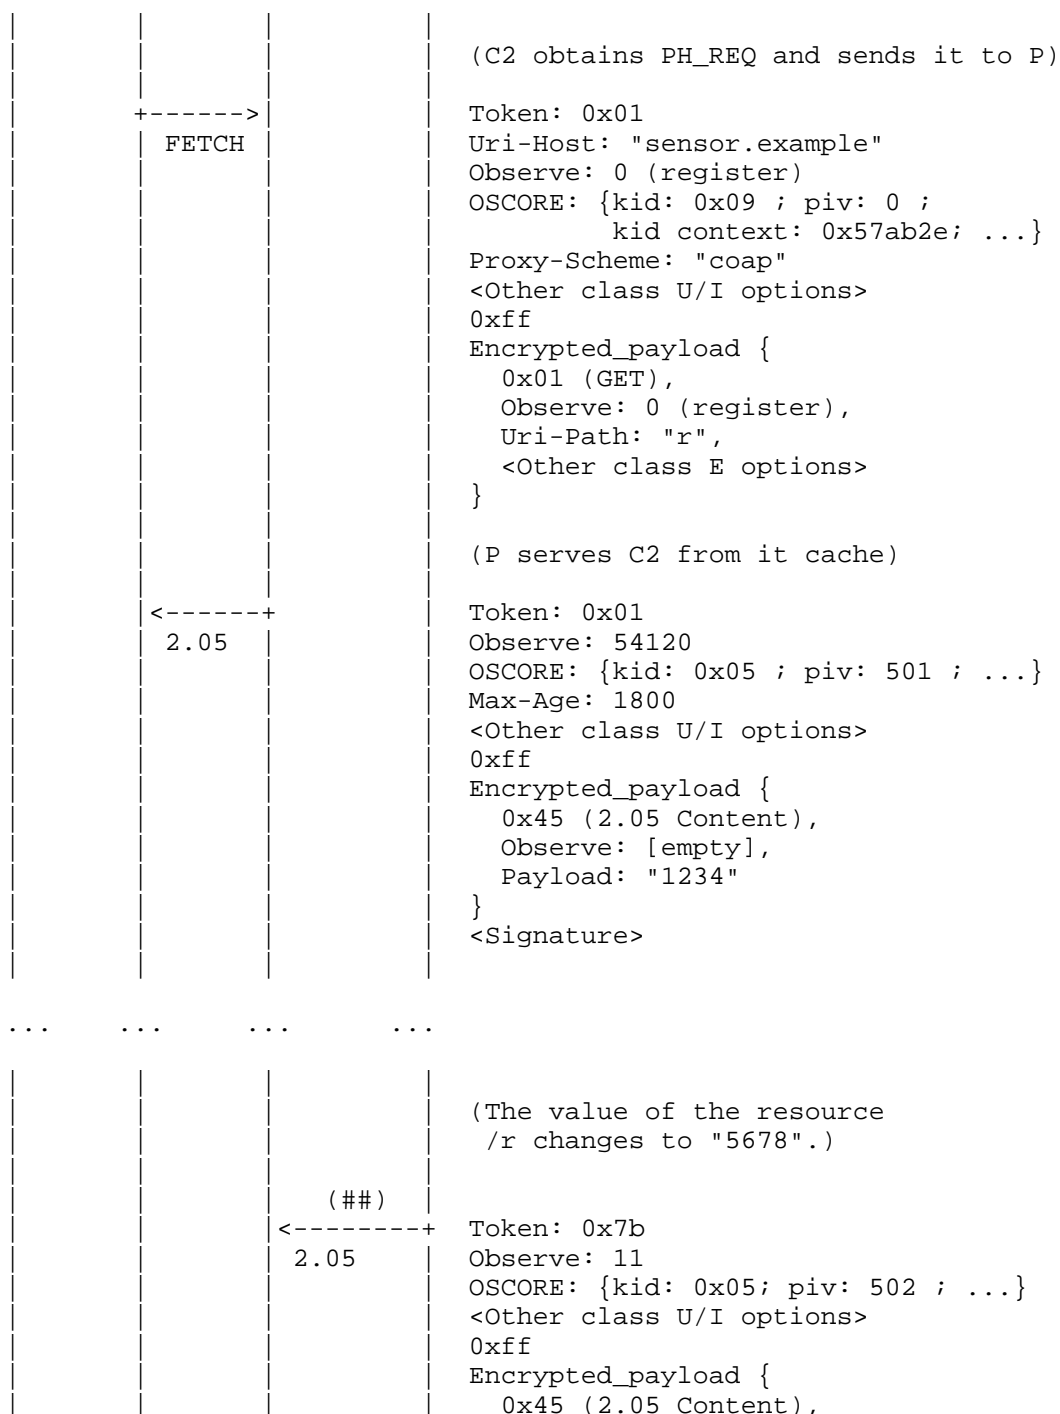 |       |       |         |
|       |       |         |  (C2 obtains PH_REQ and sends it to P)
|       |       |         |
|       +------>|         |  Token: 0x01
|       | FETCH |         |  Uri-Host: "sensor.example"
|       |       |         |  Observe: 0 (register)
|       |       |         |  OSCORE: {kid: 0x09 ; piv: 0 ;
|       |       |         |           kid context: 0x57ab2e; ...}
|       |       |         |  Proxy-Scheme: "coap"
|       |       |         |  <Other class U/I options>
|       |       |         |  0xff
|       |       |         |  Encrypted_payload {
|       |       |         |    0x01 (GET),
|       |       |         |    Observe: 0 (register),
|       |       |         |    Uri-Path: "r",
|       |       |         |    <Other class E options>
|       |       |         |  }
|       |       |         |
|       |       |         |  (P serves C2 from it cache)
|       |       |         |
|       |<------+         |  Token: 0x01
|       | 2.05  |         |  Observe: 54120
|       |       |         |  OSCORE: {kid: 0x05 ; piv: 501 ; ...}
|       |       |         |  Max-Age: 1800
|       |       |         |  <Other class U/I options>
|       |       |         |  0xff
|       |       |         |  Encrypted_payload {
|       |       |         |    0x45 (2.05 Content),
|       |       |         |    Observe: [empty],
|       |       |         |    Payload: "1234"
|       |       |         |  }
|       |       |         |  <Signature>
|       |       |         |
...    ...     ...      ...
|       |       |         |
|       |       |         |  (The value of the resource
|       |       |         |   /r changes to "5678".)
|       |       |         |
|       |       |   (##)  |
|       |       |<--------+  Token: 0x7b
|       |       | 2.05    |  Observe: 11
|       |       |         |  OSCORE: {kid: 0x05; piv: 502 ; ...}
|       |       |         |  <Other class U/I options>
|       |       |         |  0xff
|       |       |         |  Encrypted_payload {
|       |       |         |    0x45 (2.05 Content),